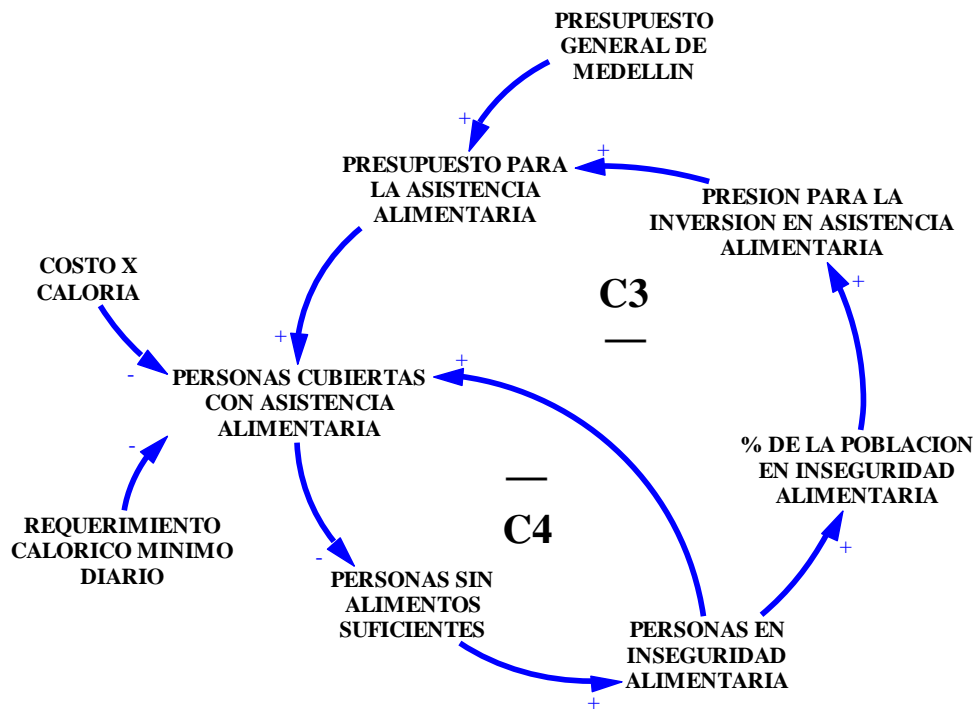 PRESUPUESTO
GENERAL DE
MEDELLIN
+
+
PRESUPUESTO PARA
LA ASISTENCIA
ALIMENTARIA
PRESION PARA LA
INVERSION EN ASISTENCIA
ALIMENTARIA
COSTO X
CALORIA
C3
—
+
+
+
-
PERSONAS CUBIERTAS
CON ASISTENCIA
ALIMENTARIA
-
% DE LA POBLACION
EN INSEGURIDAD
ALIMENTARIA
—
C4
REQUERIMIENTO
CALORICO MINIMO
DIARIO
-
+
PERSONAS SIN
ALIMENTOS
SUFICIENTES
PERSONAS EN
INSEGURIDAD
ALIMENTARIA
+